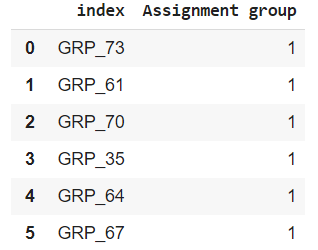 index Assignment group
0 GRP_73 1
1 GRP_61 1
2 GRP_70 1
3 GRP_35 1
4 GRP_64 1
5 GRP_67 1